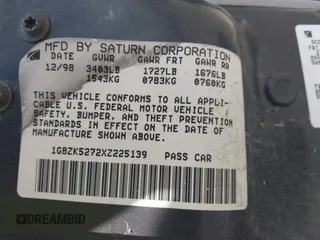 MFD BY SATURN CORPORATION
DATE GVWR GAWR FRT GAWR RR
12/98 3403LB 1727LB 1676LB
1543KG 0783KG 0760KG
THIS VEHICLE CONFORMS TO ALL APPLI-
CABLE U.S. FEDERAL MOTOR VEHICLE
SAFETY, BUMPER, AND THEFT PREVENTION
STANDARDS IN EFFECT ON THE DATE OF
MANUFACTURE SHOWN ABOVE.
1G8ZK5272XZ225139 PASS CAR
DREAMBID